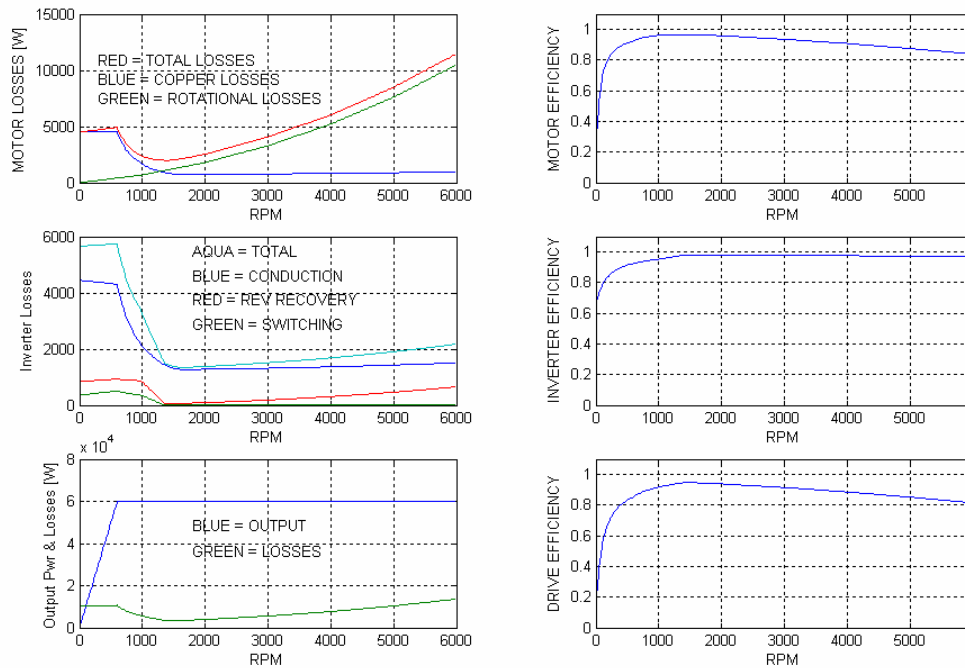 15000
10000
5000
0
MOTOR LOSSES [W]
RED = TOTAL LOSSES
BLUE = COPPER LOSSES
GREEN = ROTATIONAL LOSSES
0 1000 2000 3000 4000 5000 6000
RPM
1
0.8
0.6
0.4
0.2
0
MOTOR EFFICIENCY
0 1000 2000 3000 4000 5000
RPM
6000
4000
2000
0
Inverter Losses
AQUA = TOTAL
BLUE = CONDUCTION
RED = REV RECOVERY
GREEN = SWITCHING
0 1000 2000 3000 4000 5000 6000
RPM
1
0.8
0.6
0.4
0.2
0
INVERTER EFFICIENCY
0 1000 2000 3000 4000 5000
RPM
x 10^4
8
6
4
2
0
Output Pwr & Losses [W]
BLUE = OUTPUT
GREEN = LOSSES
0 1000 2000 3000 4000 5000 6000
RPM
1
0.8
0.6
0.4
0.2
0
DRIVE EFFICIENCY
0 1000 2000 3000 4000 5000
RPM